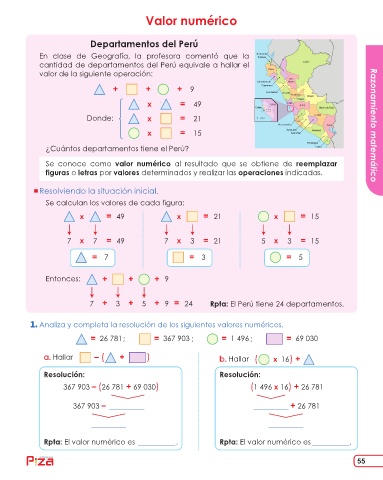 Valor numérico
Departamentos del Perú
En clase de Geografía, la profesora comentó que la
cantidad de departamentos del Perú equivale a hallar el
valor de la siguiente operación:
△ + □ + ○ + 9
△ x △ = 49
Donde: △ x □ = 21
○ x □ = 15
¿Cuántos departamentos tiene el Perú?
Se conoce como valor numérico al resultado que se obtiene de reemplazar
figuras o letras por valores determinados y realizar las operaciones indicadas.
Resolviendo la situación inicial.
Se calculan los valores de cada figura:
△ x △ = 49 △ x □ = 21 ○ x □ = 15
7 x 7 = 49 7 x 3 = 21 5 x 3 = 15
△ = 7 □ = 3 ○ = 5
Entonces: △ + □ + ○ + 9
7 + 3 + 5 + 9 = 24 Rpta: El Perú tiene 24 departamentos.
1. Analiza y completa la resolución de los siguientes valores numéricos.
△ = 26 781; □ = 367 903; ○ = 1 496; □ = 69 030
a. Hallar □ – (△ + □) b. Hallar (○ x 16) + △
Resolución: Resolución:
367 903 – (26 781 + 69 030) (1 496 x 16) + 26 781
367 903 – ________ ________ + 26 781
________ ________
Rpta: El valor numérico es ________. Rpta: El valor numérico es ________.
Razonamiento matemático
Piza
55